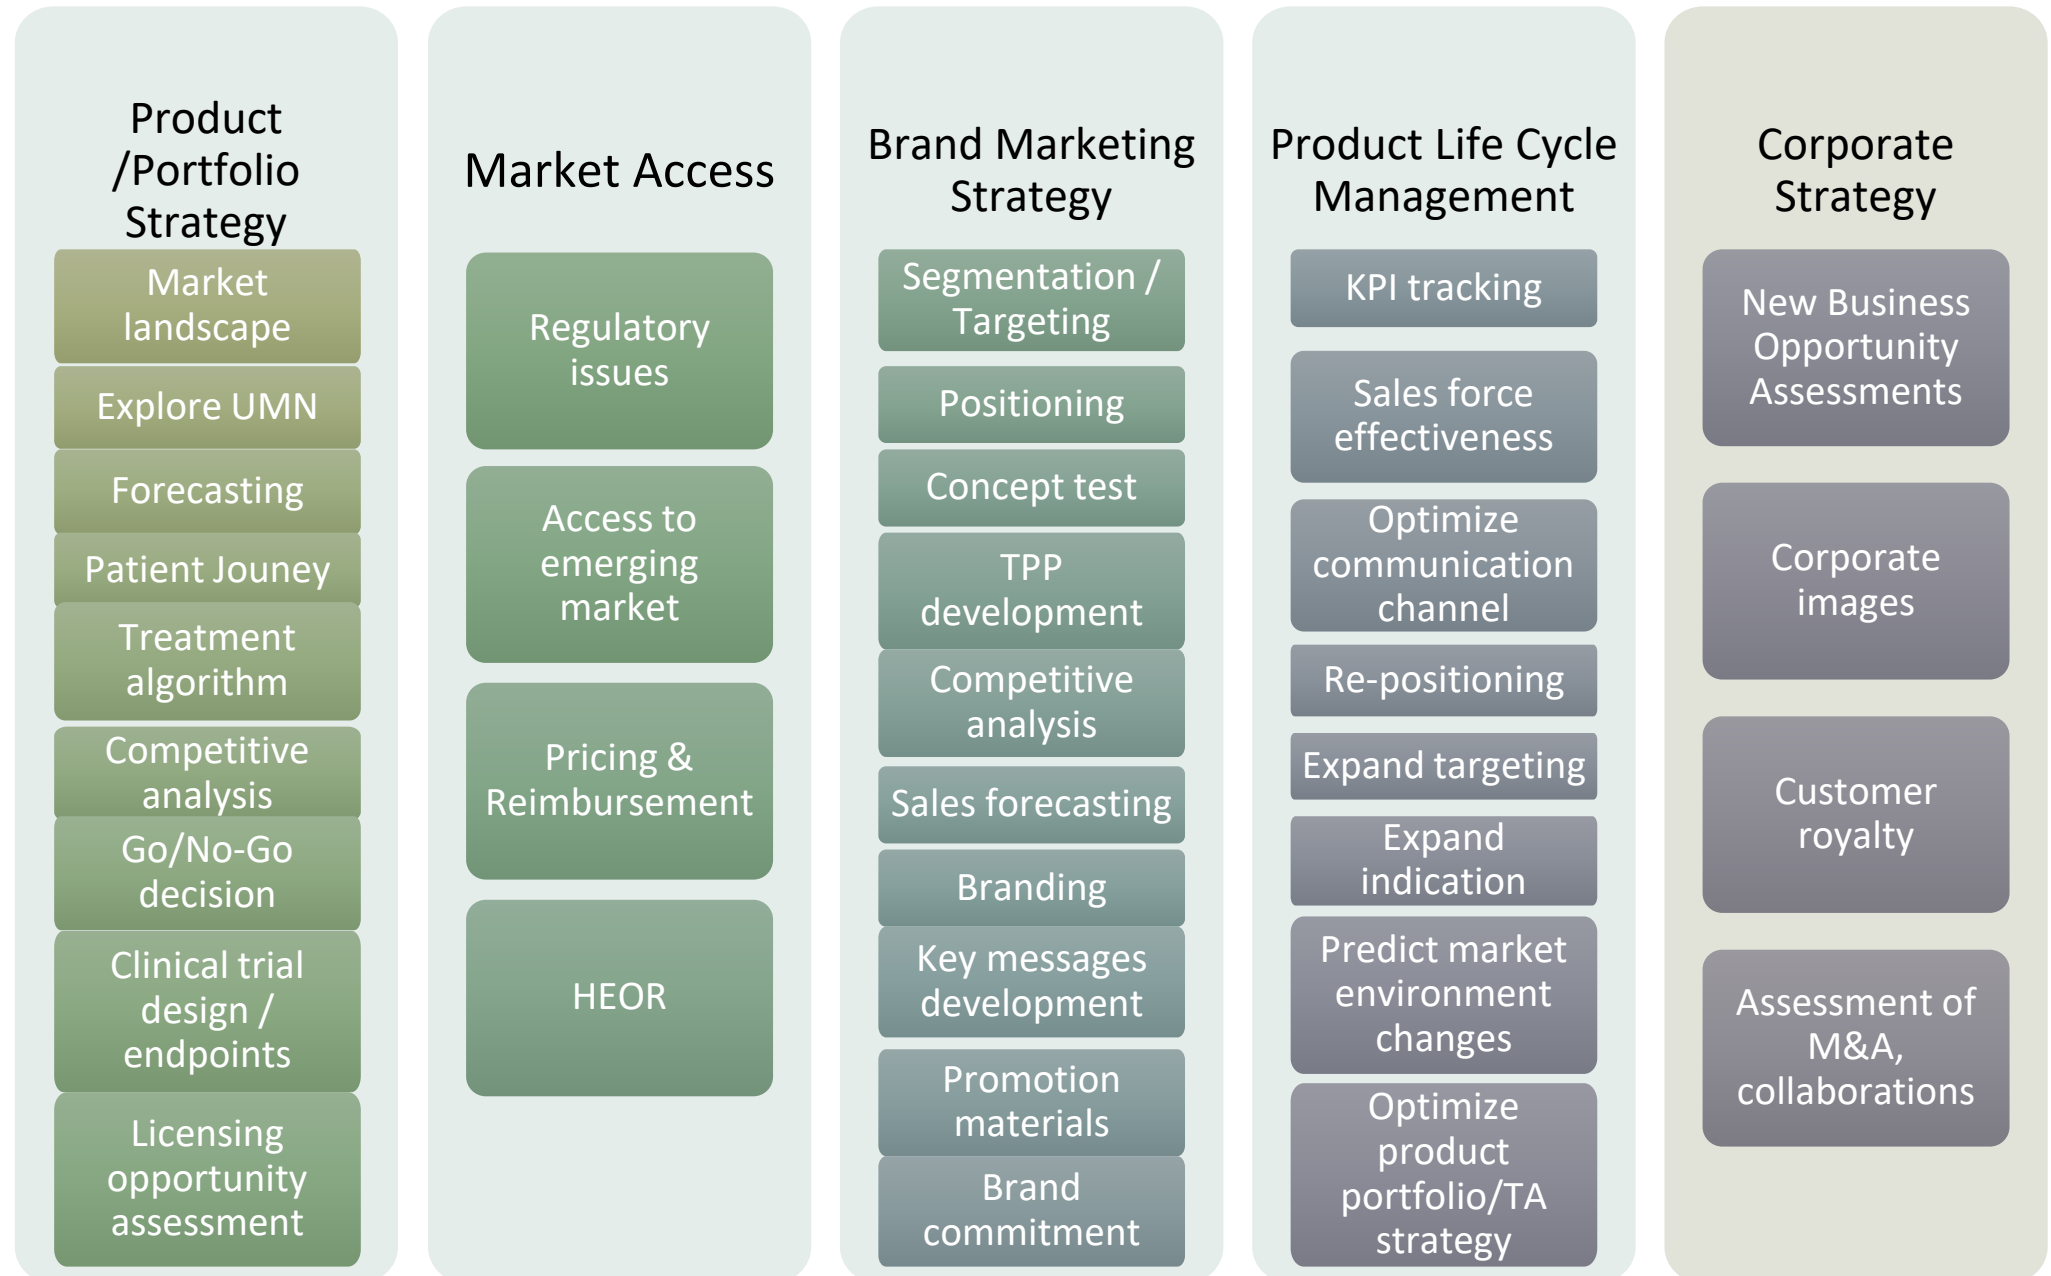 Product
/Portfolio
Strategy
Market
landscape
Explore UMN
Forecasting
Patient Jouney
Treatment
algorithm
Competitive
analysis
Go/No-Go
decision
Clinical trial
design /
endpoints
Licensing
opportunity
assessment
Market Access
Regulatory
issues
Access to
emerging
market
Pricing &
Reimbursement
HEOR
Brand Marketing
Strategy
Segmentation /
Targeting
Positioning
Concept test
TPP
development
Competitive
analysis
Sales forecasting
Branding
Key messages
development
Promotion
materials
Brand
commitment
Product Life Cycle
Management
KPI tracking
Sales force
effectiveness
Optimize
communication
channel
Re-positioning
Expand targeting
Expand
indication
Predict market
environment
changes
Optimize
product
portfolio/TA
strategy
Corporate
Strategy
New Business
Opportunity
Assessments
Corporate
images
Customer
royalty
Assessment of
M&A,
collaborations